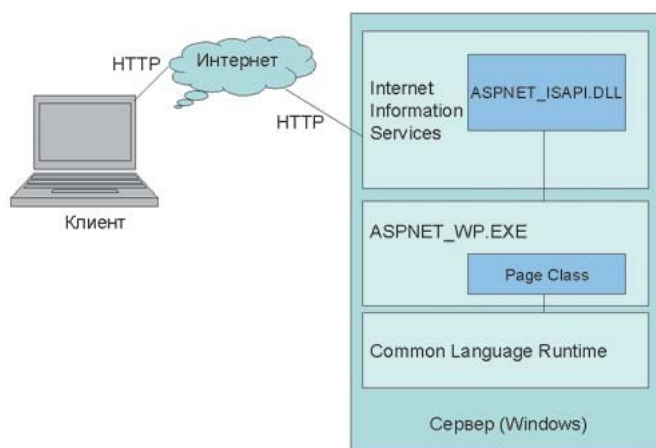 HTTP
Интернет
HTTP
Клиент
Internet
Information
Services
ASPNET_ISAPI.DLL
ASPNET_WP.EXE
Page Class
Common Language Runtime
Сервер (Windows)